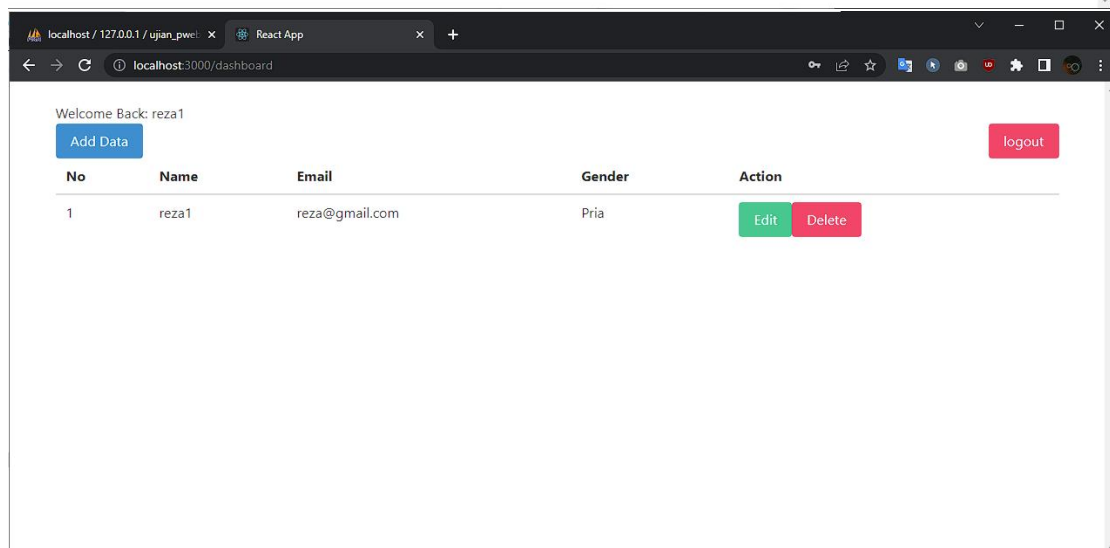 localhost / 127.0.0.1 / ujian_pweb
React App
localhost:3000/dashboard
Welcome Back: reza1
Add Data
logout
No Name Email Gender Action
1 reza1 reza@gmail.com Pria Edit Delete